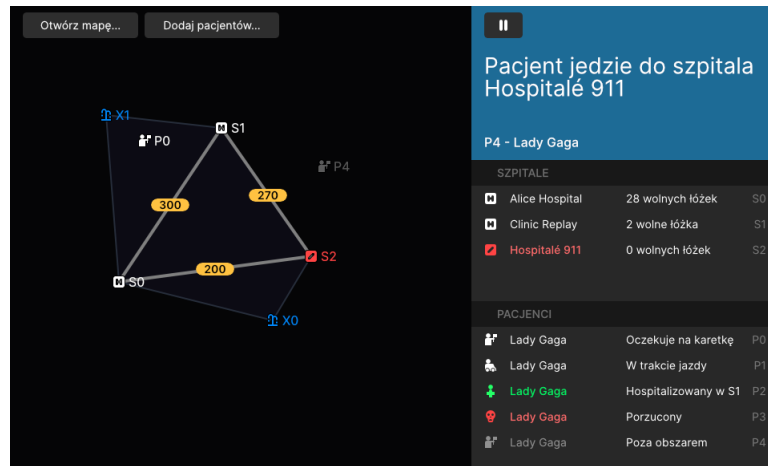 Otwórz mapę... Dodaj pacjentów...
X1
S1
P0
P4
300
270
200
S2
S0
X0
Pacjent jedzie do szpitala
Hospitalé 911
P4 - Lady Gaga
SZPITALE
Alice Hospital 28 wolnych łóżek S0
Clinic Replay 2 wolne łóżka S1
Hospitalé 911 0 wolnych łóżek S2
PACJENCI
Lady Gaga Oczekuje na karetkę P0
Lady Gaga W trakcie jazdy P1
Lady Gaga Hospitalizowany w S1 P2
Lady Gaga Porzucony P3
Lady Gaga Poza obszarem P4